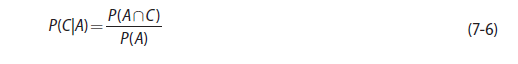 P(C|A) = P(A∩C) / P(A) (7-6)